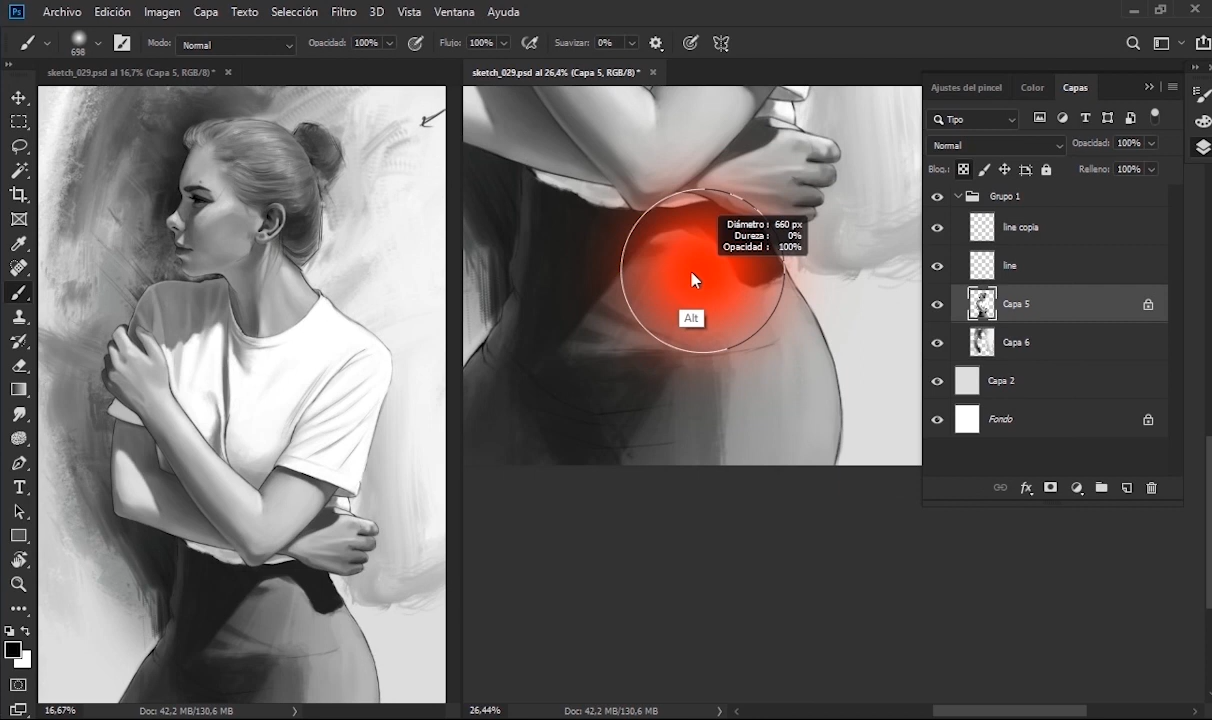 Ps Archivo Edición Imagen Capa Texto Selección Filtro 3D Vista Ventana Ayuda
698 Modo: Normal Opacidad: 100% Flujo: 100% Suavizar: 0%
sketch_029.psd al 16,7% (Capa 5, RGB/8) *
sketch_029.psd al 26,4% (Capa 5, RGB/8) *
Ajustes del pincel Color Capas
Tipo
Normal Opacidad: 100%
Bloq.: Relleno: 100%
Grupo 1
line copia
line
Capa 5
Capa 6
Capa 2
Fondo
fx
Diámetro : 660 px
Dureza : 0%
Opacidad : 100%
Alt
16,67% Doc: 42,2 MB/130,6 MB
26,44% Doc: 42,2 MB/130,6 MB